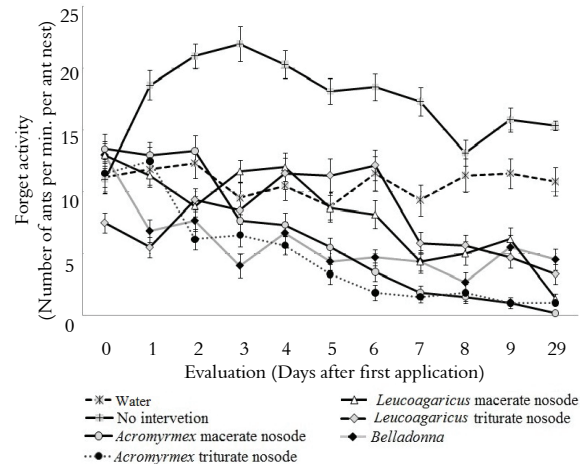 25
20
15
10
5
0
Forget activity
(Number of ants per min. per ant nest)
0 1 2 3 4 5 6 7 8 9 29
Evaluation (Days after first application)
Water
No intervetion
Acromyrmex macerate nosode
Acromyrmex triturate nosode
Leucoagaricus macerate nosode
Leucoagaricus triturate nosode
Belladonna